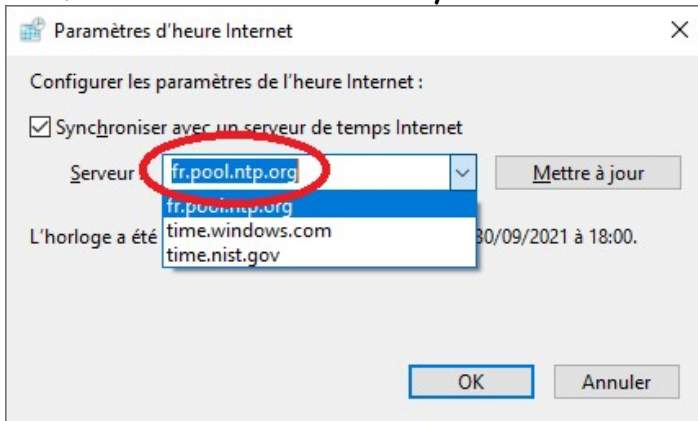 Paramètres d'heure Internet
Configurer les paramètres de l'heure Internet :
Synchroniser avec un serveur de temps Internet
Serveur fr.pool.ntp.org Mettre à jour
fr.pool.ntp.org
time.windows.com
time.nist.gov
L'horloge a été 30/09/2021 à 18:00.
OK Annuler